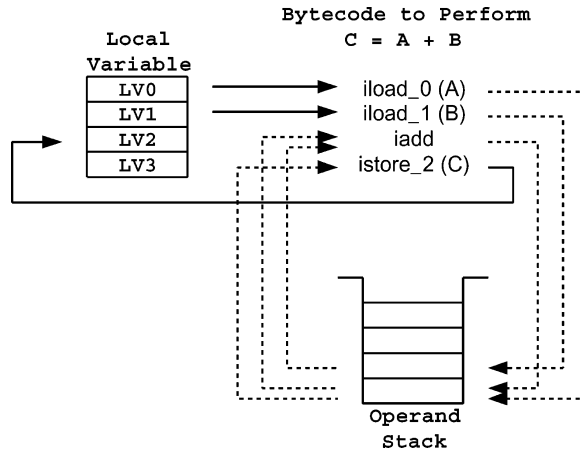 Bytecode to Perform
C = A + B
Local
Variable
LV0
LV1
LV2
LV3
iload_0 (A)
iload_1 (B)
iadd
istore_2 (C)
Operand
Stack